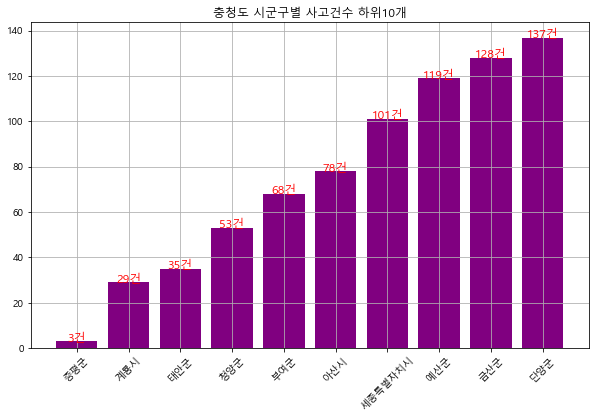 충청도 시군구별 사고건수 하위10개
140
120
100
80
60
40
20
0
3건
29건
35건
53건
68건
78건
101건
119건
128건
137건
증평군
계룡시
태안군
청양군
부여군
아산시
세종특별자치시
예산군
금산군
단양군